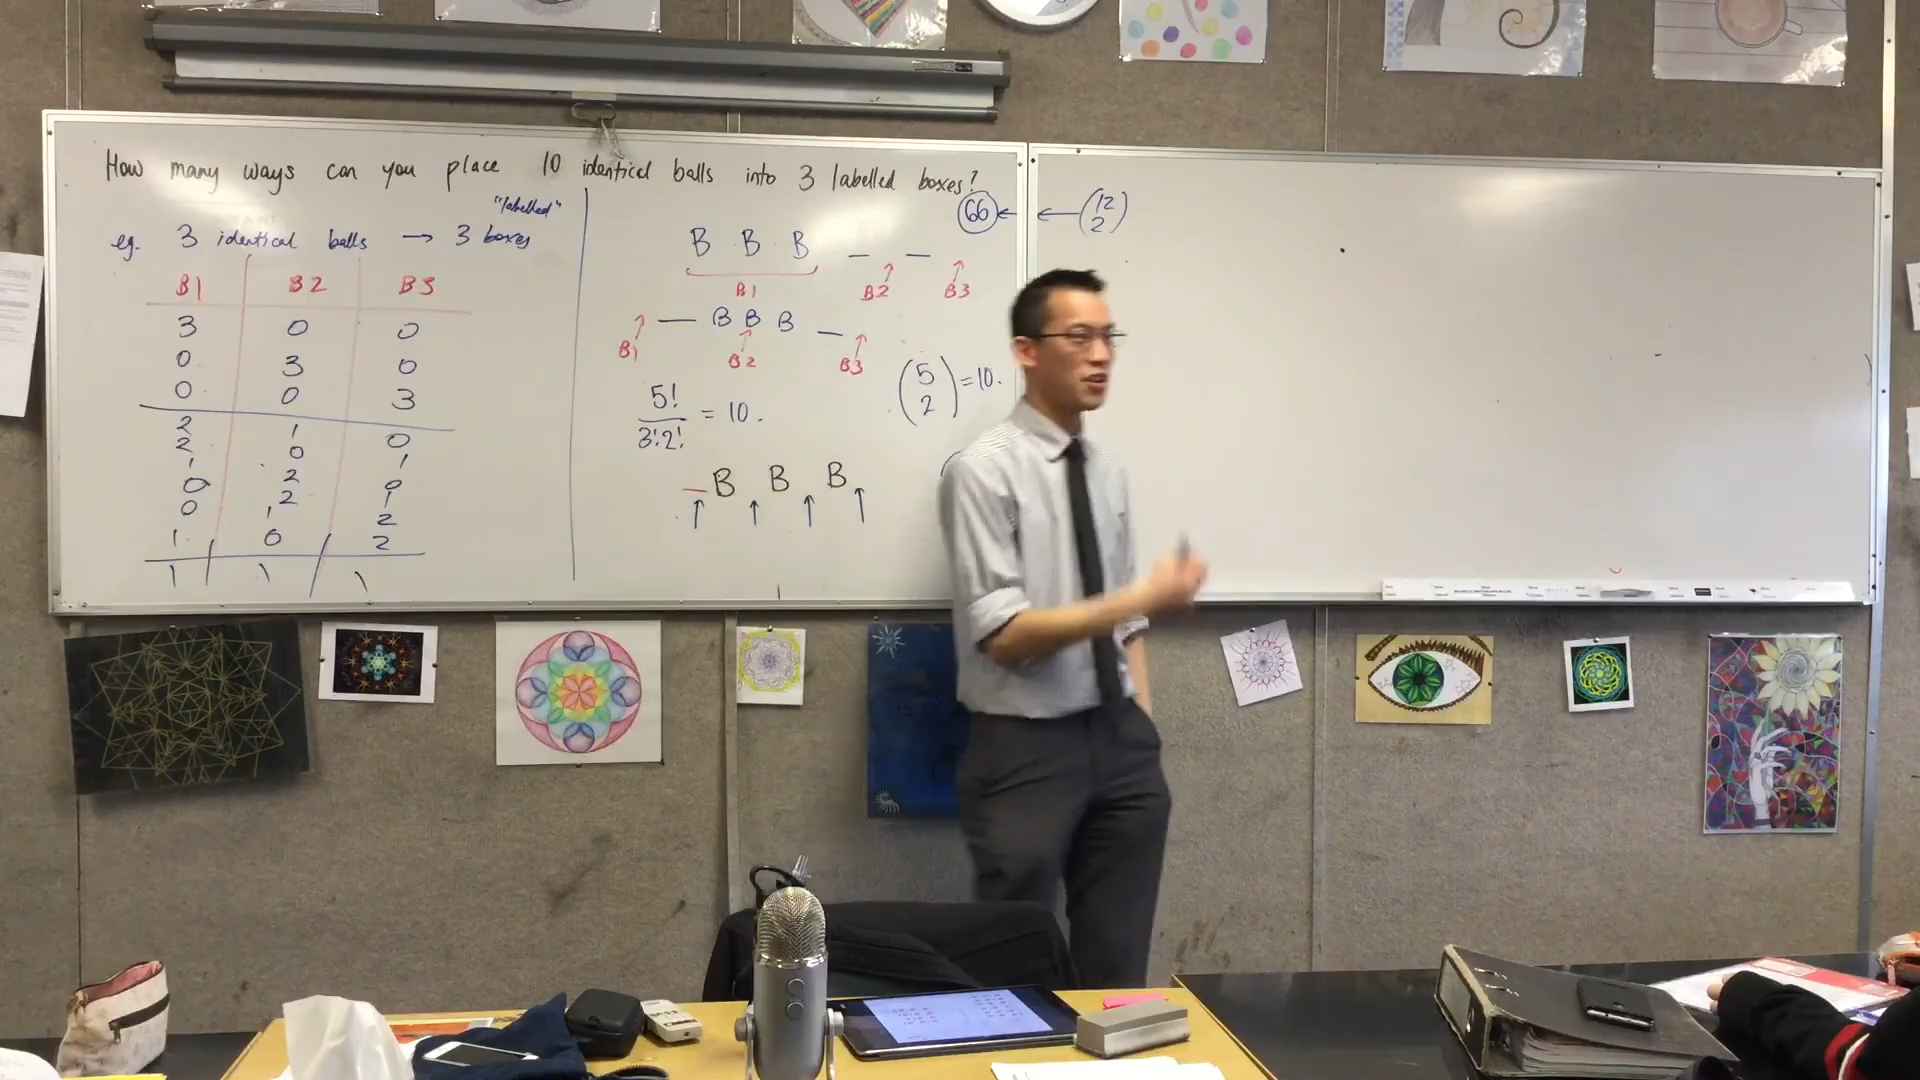 How many ways can you place 10 identical balls into 3 labelled boxes?
"labelled"
eg. 3 identical balls → 3 boxes
B1 B2 B3
3 0 0
0 3 0
0 0 3
2 1 0
2 0 1
1 2 0
0 2 1
0 1 2
1 0 2
1 1 1
B B B _ _
B1 B2 B3
_ B B B _
B1 B2 B3
5!/3!2! = 10.
(5 2) = 10.
_ B B B
66 ← ← (12 2)